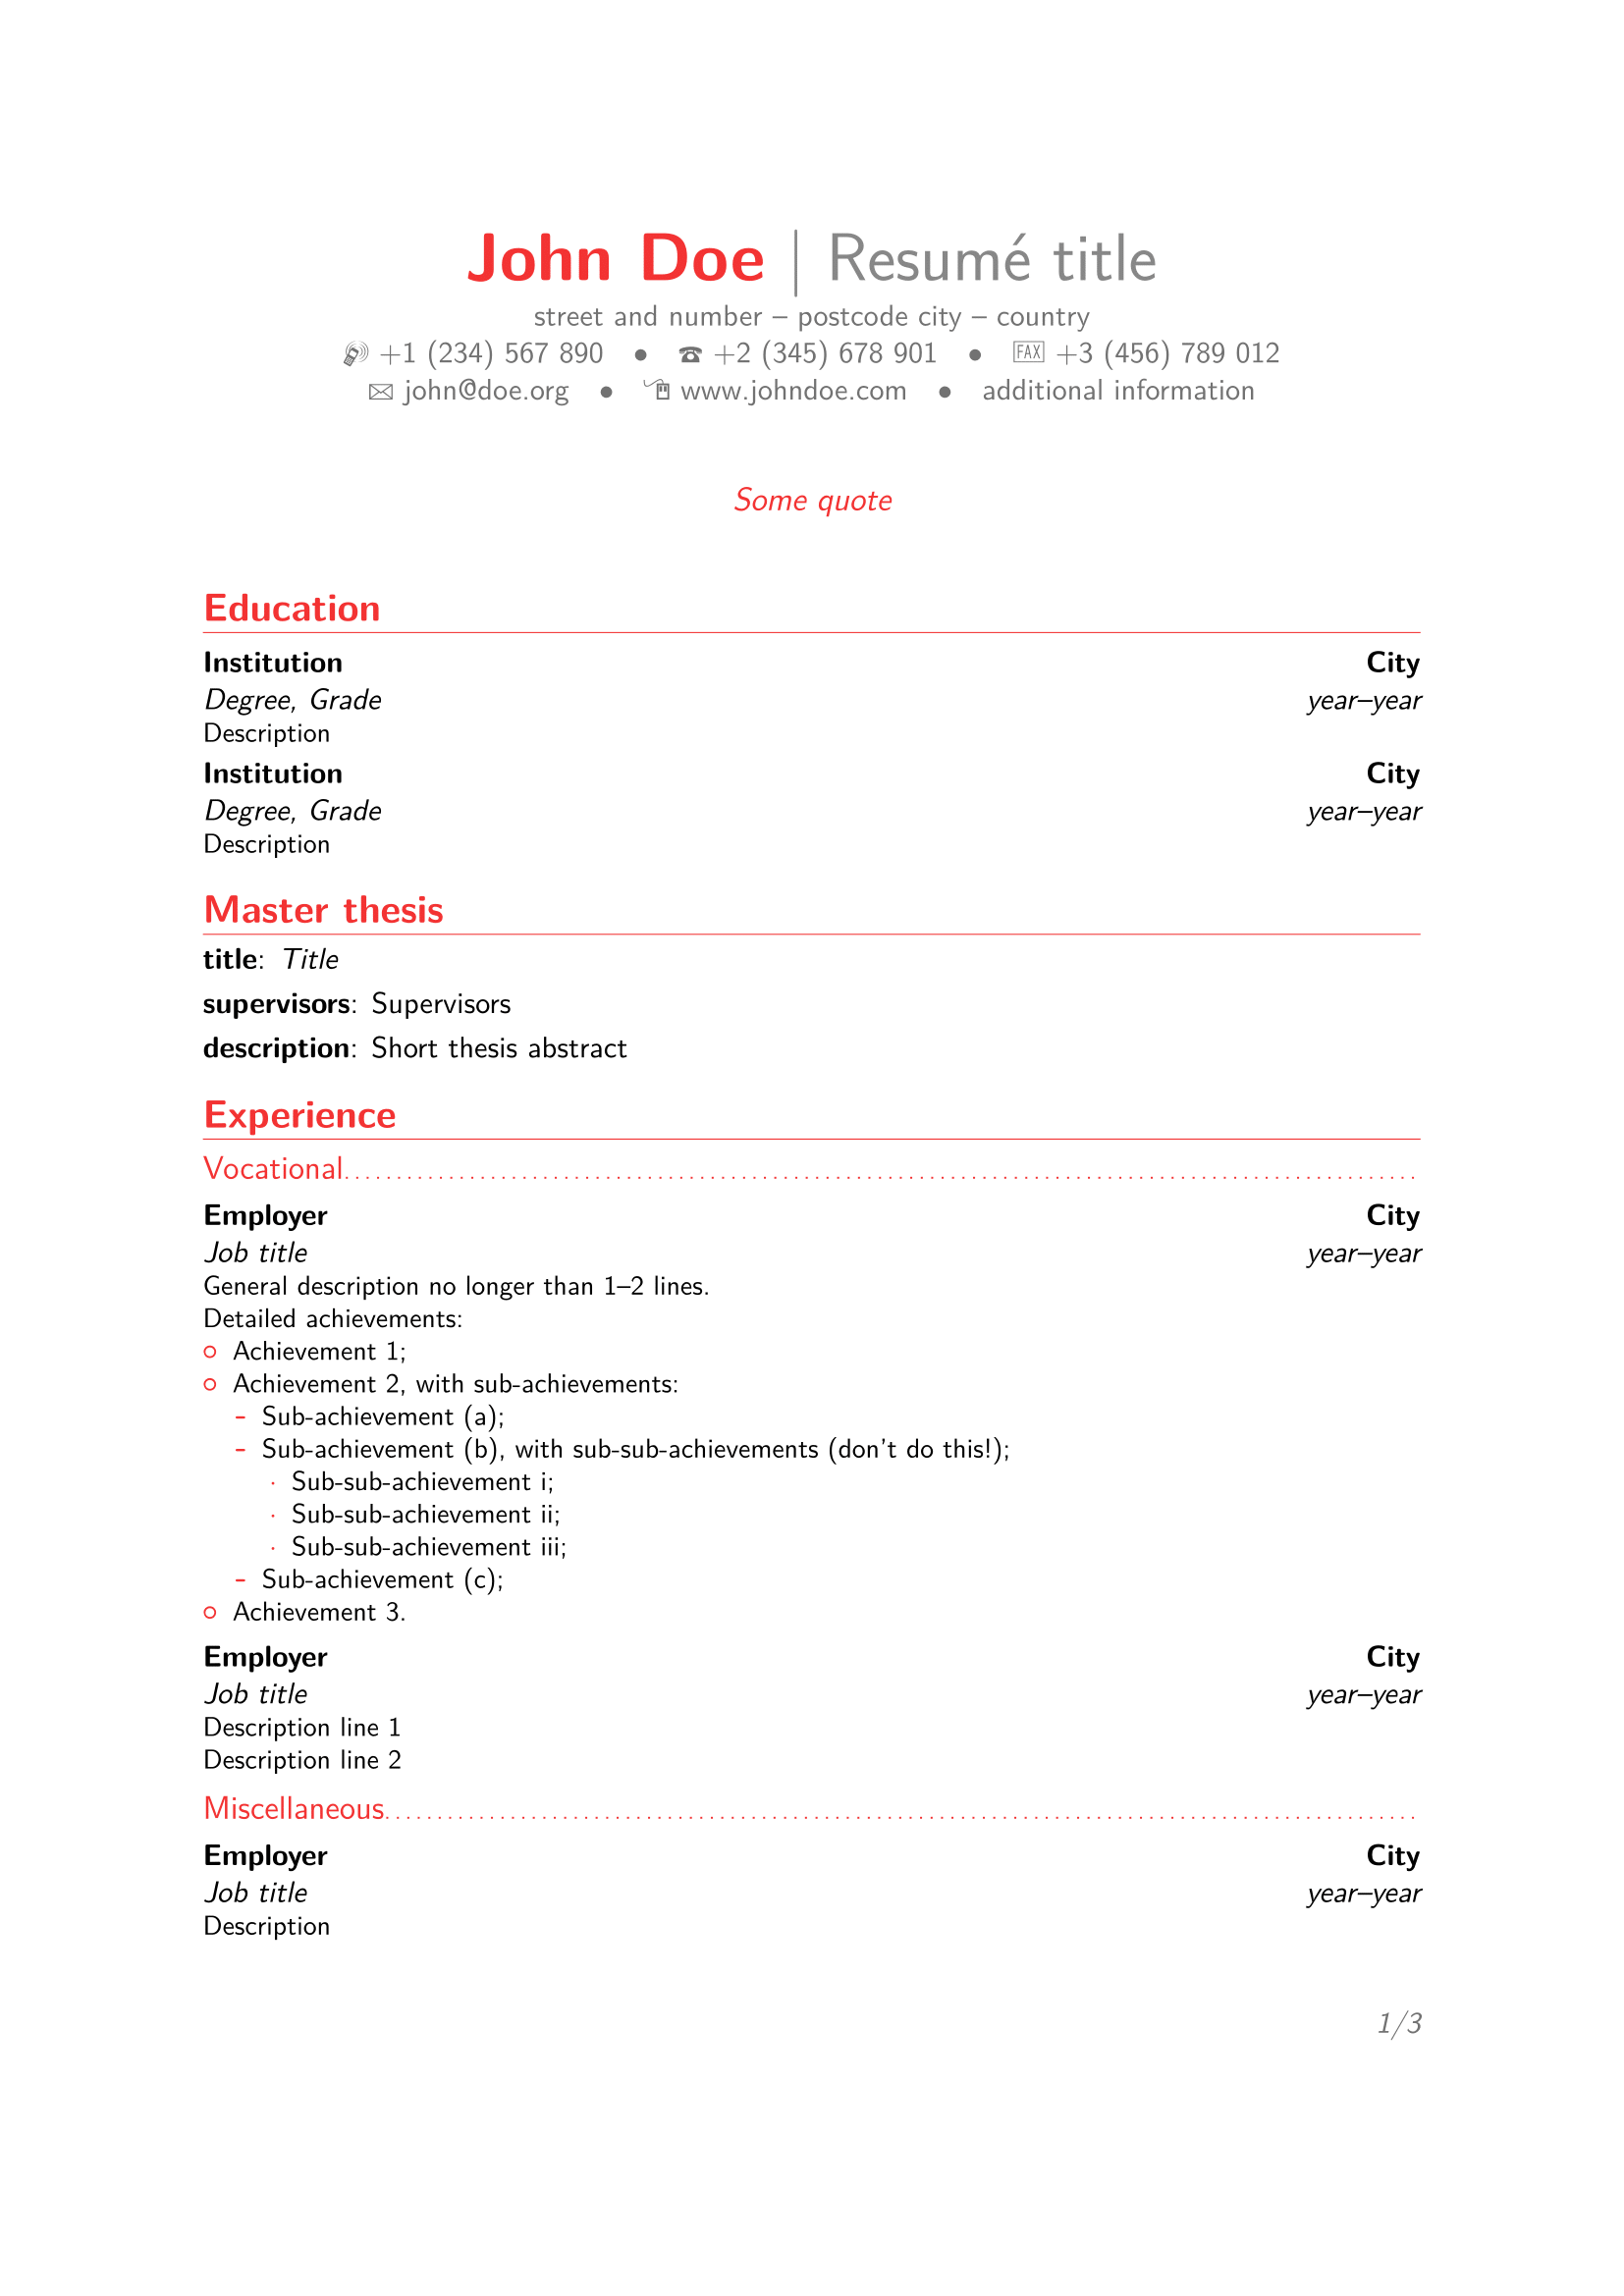 John Doe | Resumé title
street and number – postcode city – country
+1 (234) 567 890 • ☎ +2 (345) 678 901 • FAX +3 (456) 789 012
✉ john@doe.org • www.johndoe.com • additional information
Some quote
Education
Institution City
Degree, Grade year–year
Description
Institution City
Degree, Grade year–year
Description
Master thesis
title: Title
supervisors: Supervisors
description: Short thesis abstract
Experience
Vocational
Employer City
Job title year–year
General description no longer than 1–2 lines.
Detailed achievements:
○ Achievement 1;
○ Achievement 2, with sub-achievements:
- Sub-achievement (a);
- Sub-achievement (b), with sub-sub-achievements (don't do this!);
· Sub-sub-achievement i;
· Sub-sub-achievement ii;
· Sub-sub-achievement iii;
- Sub-achievement (c);
○ Achievement 3.
Employer City
Job title year–year
Description line 1
Description line 2
Miscellaneous
Employer City
Job title year–year
Description
1/3